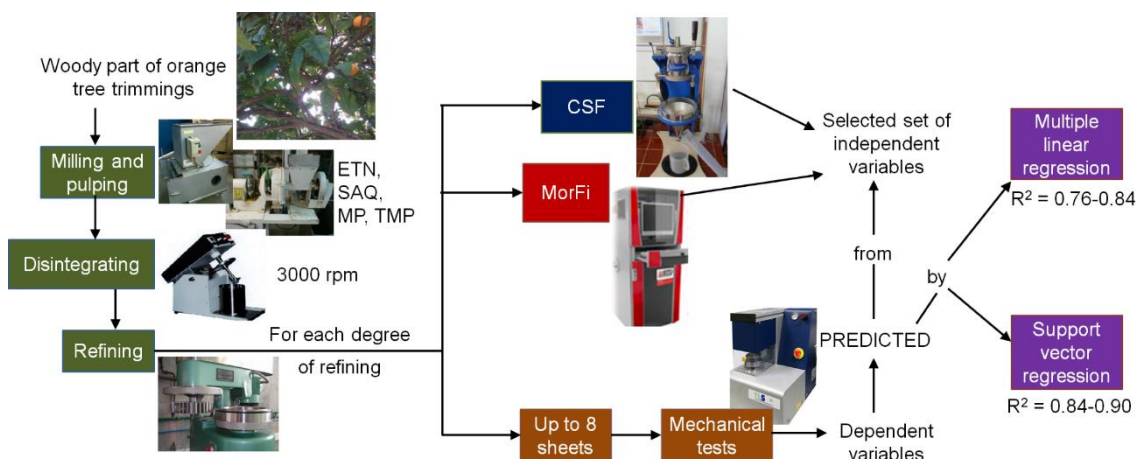 Woody part of orange
tree trimmings
Milling and
pulping
ETN,
SAQ,
MP, TMP
Disintegrating
3000 rpm
Refining
For each degree
of refining
CSF
MorFi
Up to 8
sheets
Mechanical
tests
Dependent
variables
PREDICTED
from
Selected set of
independent
variables
by
Multiple
linear
regression
R² = 0.76-0.84
Support
vector
regression
R² = 0.84-0.90